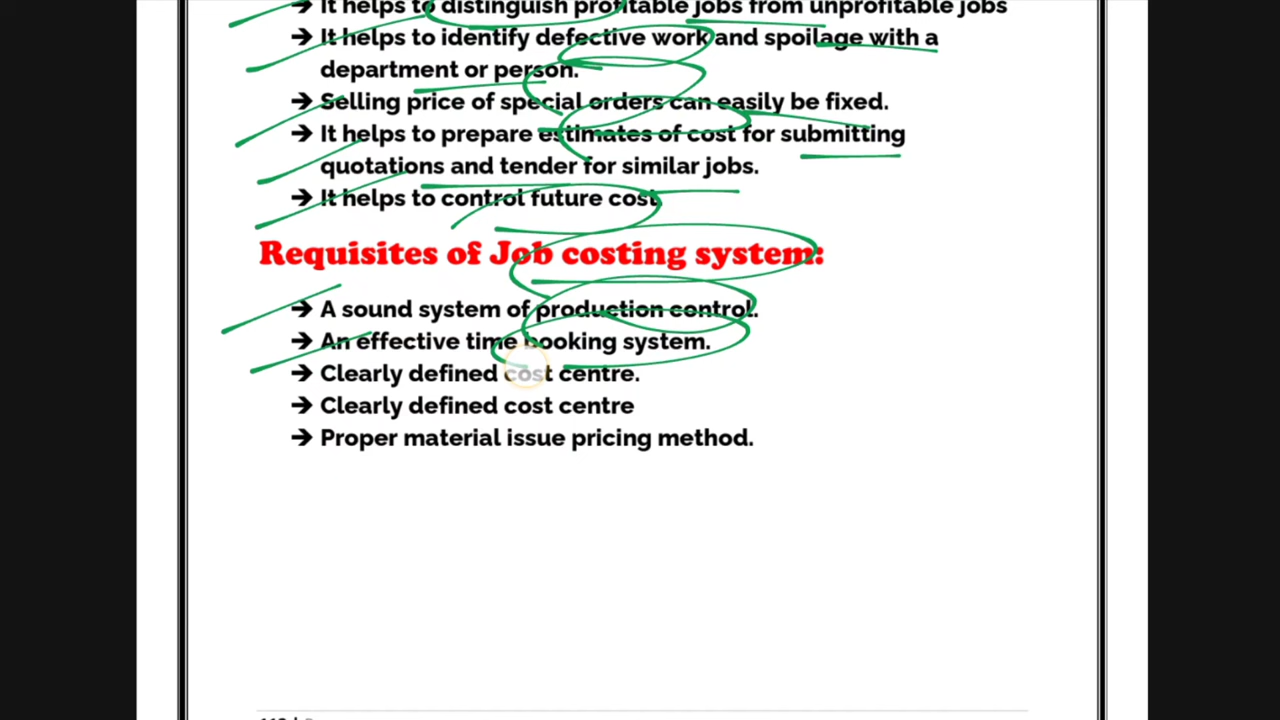 ➔ It helps to distinguish profitable jobs from unprofitable jobs
➔ It helps to identify defective work and spoilage with a
department or person.
➔ Selling price of special orders can easily be fixed.
➔ It helps to prepare estimates of cost for submitting
quotations and tender for similar jobs.
➔ It helps to control future cost.
Requisites of Job costing system:
➔ A sound system of production control.
➔ An effective time booking system.
➔ Clearly defined cost centre.
➔ Clearly defined cost centre
➔ Proper material issue pricing method.